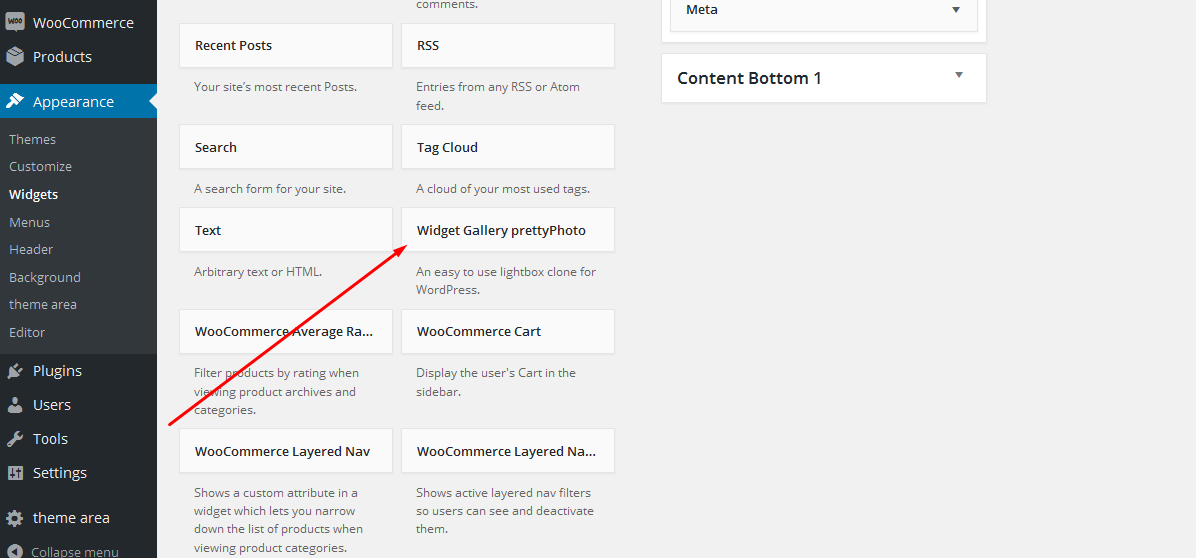 WOO
WooCommerce
Products
Appearance
Themes
Customize
Widgets
Menus
Header
Background
theme area
Editor
Plugins
Users
Tools
Settings
theme area
Collapse menu
comments.
Recent Posts
Your site's most recent Posts.
RSS
Entries from any RSS or Atom
feed.
Search
A search form for your site.
Tag Cloud
A cloud of your most used tags.
Text
Arbitrary text or HTML.
Widget Gallery prettyPhoto
An easy to use lightbox clone for
WordPress.
WooCommerce Average Ra...
Filter products by rating when
viewing product archives and
categories.
WooCommerce Cart
Display the user's Cart in the
sidebar.
WooCommerce Layered Nav
Shows a custom attribute in a
widget which lets you narrow
down the list of products when
viewing product categories.
WooCommerce Layered Na...
Shows active layered nav filters
so users can see and deactivate
them.
Meta
Content Bottom 1